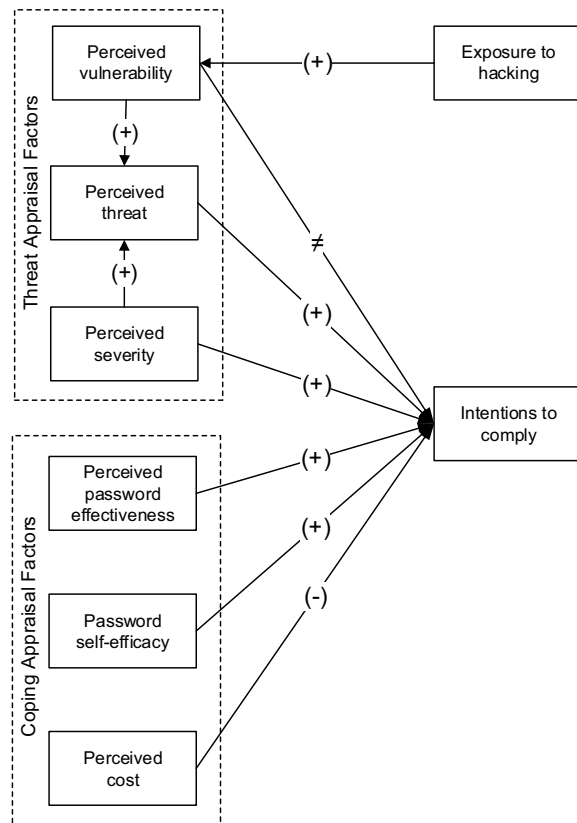 Threat Appraisal Factors
Perceived
vulnerability
(+)
Exposure to
hacking
(+)
Perceived
threat
≠
(+)
(+)
Perceived
severity
(+)
Intentions to
comply
Coping Appraisal Factors
Perceived
password
effectiveness
(+)
(+)
Password
self-efficacy
(-)
Perceived
cost